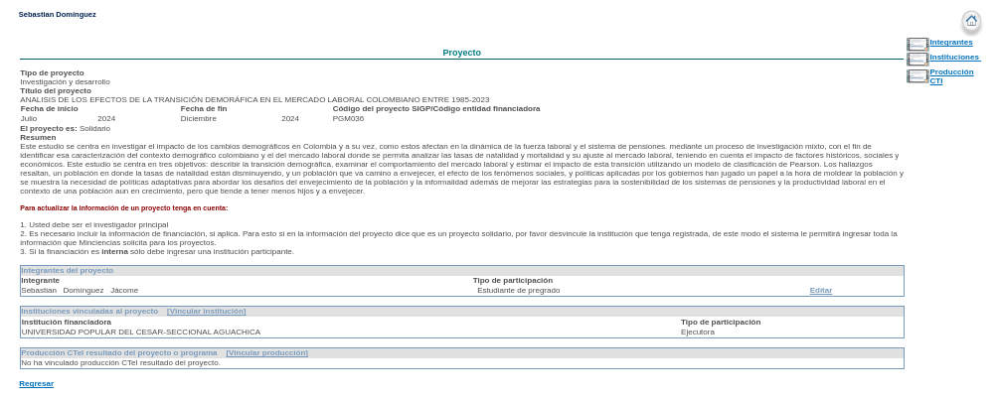 Sebastian Domínguez
Integrantes
Instituciones
Producción
CTI
Proyecto
Tipo de proyecto
Investigación y desarrollo
Título del proyecto
ANALISIS DE LOS EFECTOS DE LA TRANSICIÓN DEMORÁFICA EN EL MERCADO LABORAL COLOMBIANO ENTRE 1985-2023
Fecha de inicio Fecha de fin Código del proyecto SIGP/Código entidad financiadora
Julio 2024 Diciembre 2024 PGM036
El proyecto es: Solidario
Resumen
Este estudio se centra en investigar el impacto de los cambios demográficos en Colombia y a su vez, como estos afectan en la dinámica de la fuerza laboral y el sistema de pensiones. mediante un proceso de investigación mixto, con el fin de
identificar esa caracterización del contexto demográfico colombiano y el del mercado laboral donde se permita analizar las tasas de natalidad y mortalidad y su ajuste al mercado laboral, teniendo en cuenta el impacto de factores históricos, sociales y
económicos. Este estudio se centra en tres objetivos: describir la transición demográfica, examinar el comportamiento del mercado laboral y estimar el impacto de esta transición utilizando un modelo de clasificación de Pearson. Los hallazgos
resaltan, un población en donde la tasas de natalidad están disminuyendo, y un población que va camino a envejecer, el efecto de los fenómenos sociales, y políticas aplicadas por los gobiernos han jugado un papel a la hora de moldear la población y
se muestra la necesidad de políticas adaptativas para abordar los desafíos del envejecimiento de la población y la informalidad además de mejorar las estrategias para la sostenibilidad de los sistemas de pensiones y la productividad laboral en el
contexto de una población aun en crecimiento, pero que tiende a tener menos hijos y a envejecer.
Para actualizar la información de un proyecto tenga en cuenta:
1. Usted debe ser el investigador principal
2. Es necesario incluir la información de financiación, si aplica. Para esto si en la información del proyecto dice que es un proyecto solidario, por favor desvincule la institución que tenga registrada, de este modo el sistema le permitirá ingresar toda la
información que Minciencias solicita para los proyectos.
3. Si la financiación es interna sólo debe ingresar una institución participante.
Integrantes del proyecto
Integrante Tipo de participación
Sebastian Domínguez Jácome Estudiante de pregrado Editar
Instituciones vinculadas al proyecto [Vincular institución]
Institución financiadora Tipo de participación
UNIVERSIDAD POPULAR DEL CESAR-SECCIONAL AGUACHICA Ejecutora
Producción CTeI resultado del proyecto o programa [Vincular producción]
No ha vinculado producción CTeI resultado del proyecto.
Regresar